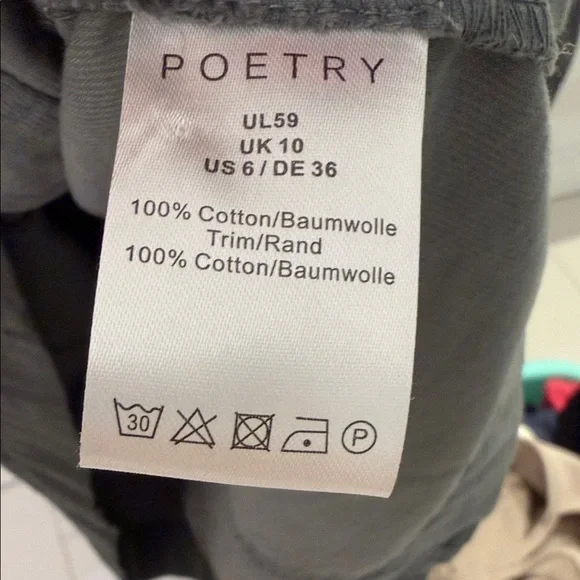 POETRY
UL59
UK 10
US 6 / DE 36
100% Cotton/Baumwolle
Trim/Rand
100% Cotton/Baumwolle
30 P